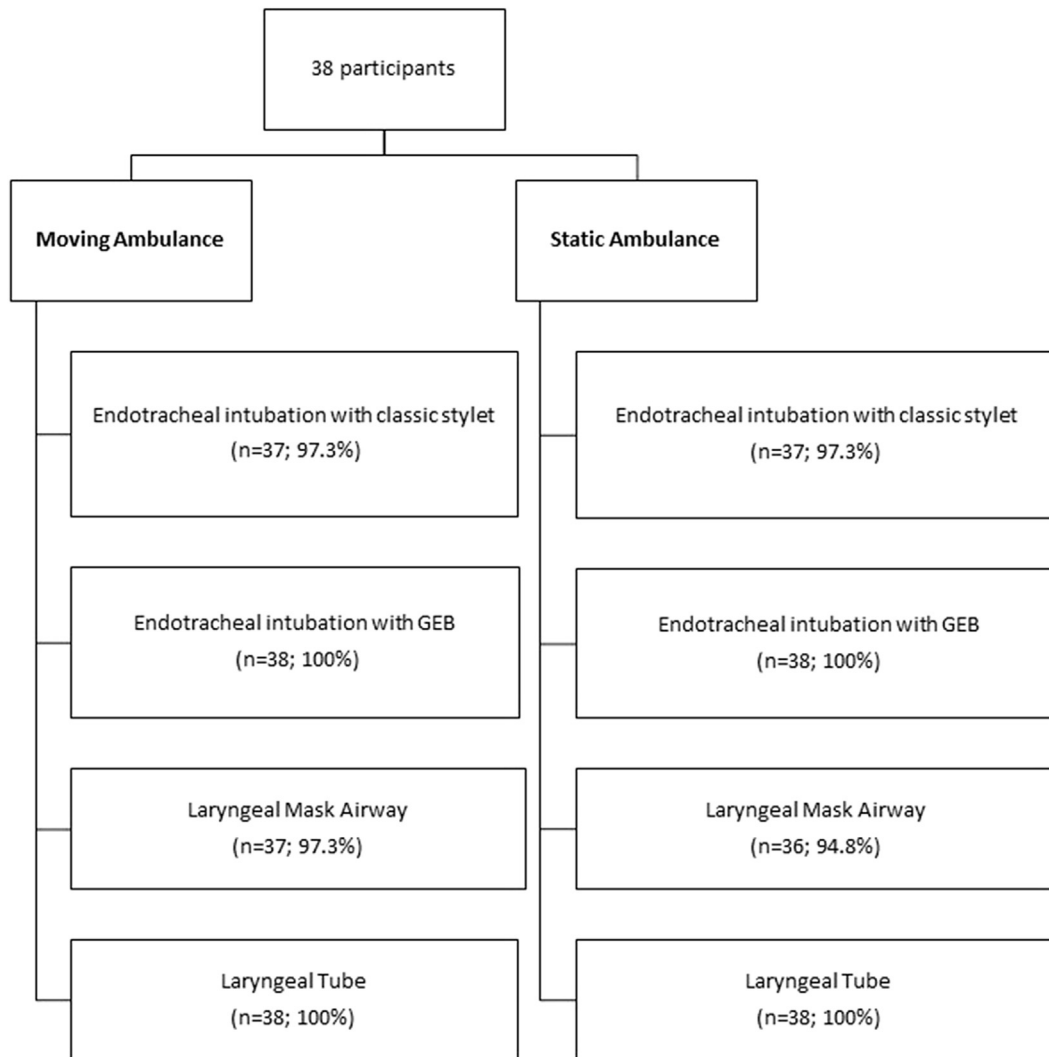 38 participants
Moving Ambulance
Endotracheal intubation with classic stylet
(n=37; 97.3%)
Endotracheal intubation with GEB
(n=38; 100%)
Laryngeal Mask Airway
(n=37; 97.3%)
Laryngeal Tube
(n=38; 100%)
Static Ambulance
Endotracheal intubation with classic stylet
(n=37; 97.3%)
Endotracheal intubation with GEB
(n=38; 100%)
Laryngeal Mask Airway
(n=36; 94.8%)
Laryngeal Tube
(n=38; 100%)